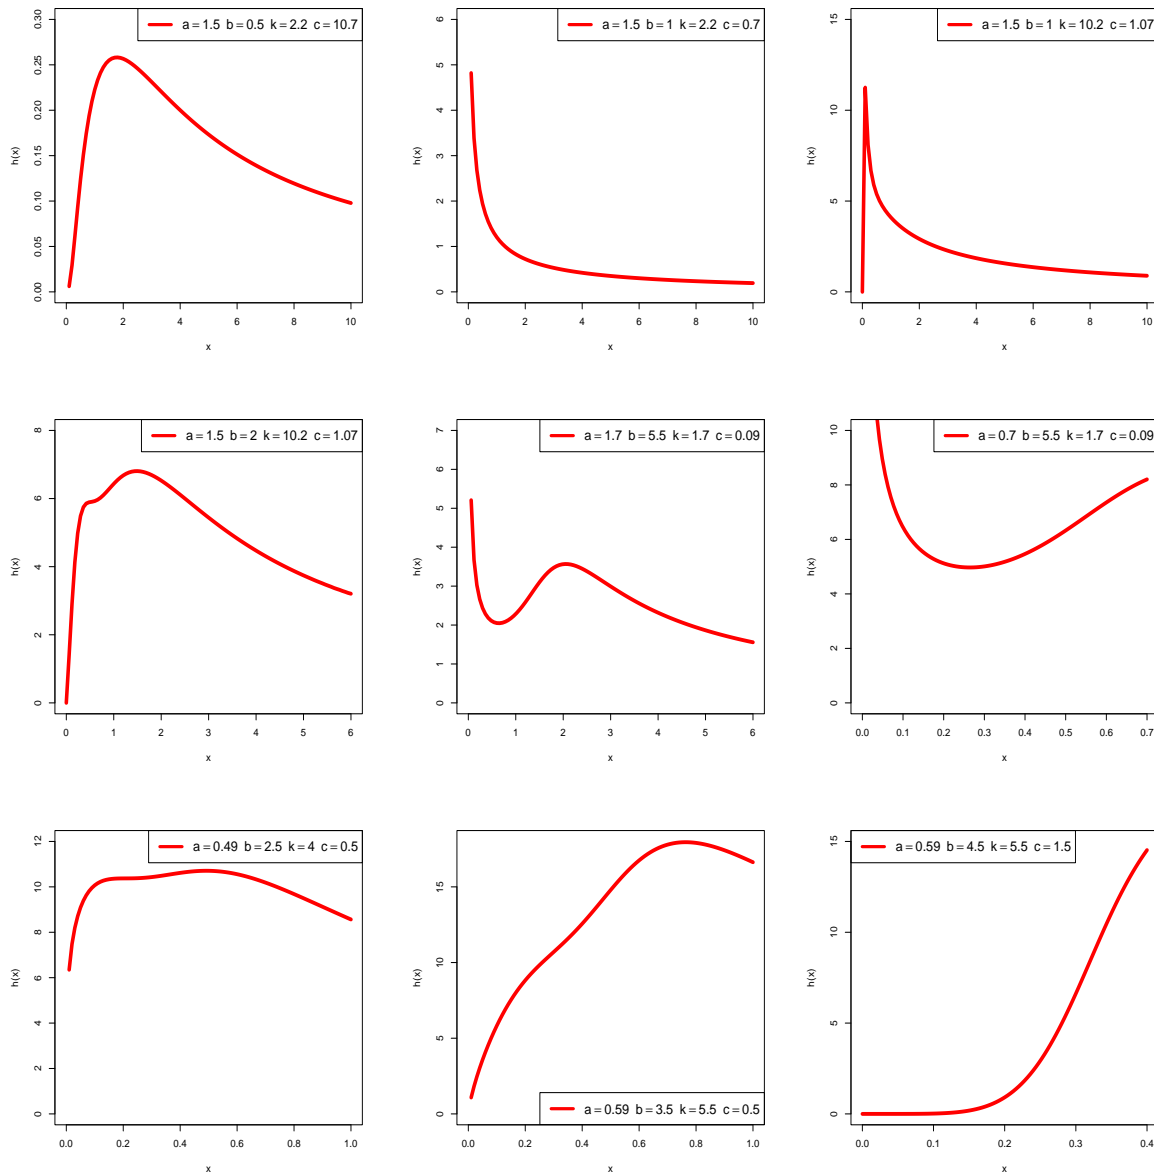 a = 1.5 b = 0.5 k = 2.2 c = 10.7
h(x)
0.00 0.05 0.10 0.15 0.20 0.25 0.30
0 2 4 6 8 10
x
a = 1.5 b = 1 k = 2.2 c = 0.7
h(x)
0 1 2 3 4 5 6
0 2 4 6 8 10
x
a = 1.5 b = 1 k = 10.2 c = 1.07
h(x)
0 5 10 15
0 2 4 6 8 10
x
a = 1.5 b = 2 k = 10.2 c = 1.07
h(x)
0 2 4 6 8
0 1 2 3 4 5 6
x
a = 1.7 b = 5.5 k = 1.7 c = 0.09
h(x)
0 1 2 3 4 5 6 7
0 1 2 3 4 5 6
x
a = 0.7 b = 5.5 k = 1.7 c = 0.09
h(x)
0 2 4 6 8 10
0.0 0.1 0.2 0.3 0.4 0.5 0.6 0.7
x
a = 0.49 b = 2.5 k = 4 c = 0.5
h(x)
0 2 4 6 8 10 12
0.0 0.2 0.4 0.6 0.8 1.0
x
a = 0.59 b = 3.5 k = 5.5 c = 0.5
h(x)
0 5 10 15
0.0 0.2 0.4 0.6 0.8 1.0
x
a = 0.59 b = 4.5 k = 5.5 c = 1.5
h(x)
0 5 10 15
0.0 0.1 0.2 0.3 0.4
x